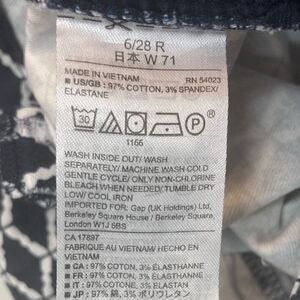 6/28 R
日本 W 71
MADE IN VIETNAM RN 54023
■ US/GB : 97% COTTON, 3% SPANDEX/
ELASTANE
30 P
1166
WASH INSIDE OUT/ WASH
SEPARATELY/ MACHINE WASH COLD
GENTLE CYCLE/ ONLY NON-CHLORINE
BLEACH WHEN NEEDED/ TUMBLE DRY
LOW/ COOL IRON
IMPORTED FOR: Gap (UK Holdings) Ltd,
Berkeley Square House / Berkeley Square,
London W1J 6BS
CA 17897
FABRIQUE AU VIETNAM/ HECHO EN
VIETNAM
■ CA : 97% COTON, 3% ÉLASTHANNE
■ FR : 97% COTON, 3% ÉLASTHANNE
■ IT : 97% COTONE, 3% ELASTAN
■ JP : 97% 綿, 3% ポリウレタン